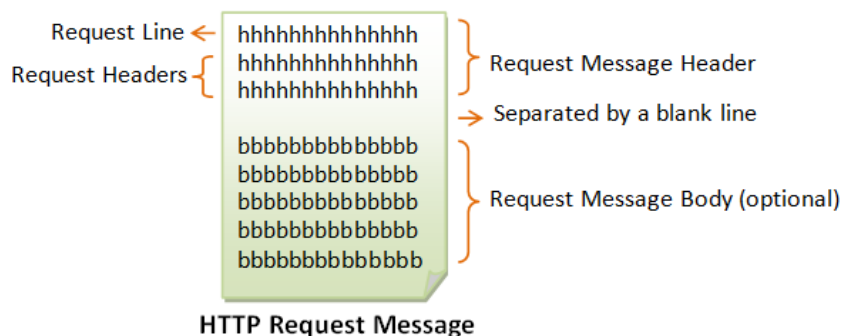 Request Line
hhhhhhhhhhhhhh
Request Headers
hhhhhhhhhhhhhh
hhhhhhhhhhhhhh
Request Message Header
Separated by a blank line
bbbbbbbbbbbbbb
bbbbbbbbbbbbbb
bbbbbbbbbbbbbb
bbbbbbbbbbbbbb
bbbbbbbbbbbbbb
Request Message Body (optional)
HTTP Request Message